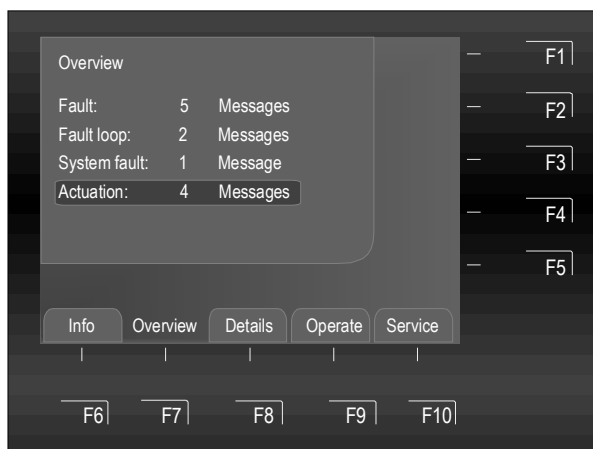 Overview
Fault: 5 Messages
Fault loop: 2 Messages
System fault: 1 Message
Actuation: 4 Messages
Info Overview Details Operate Service
F1
F2
F3
F4
F5
F6 F7 F8 F9 F10